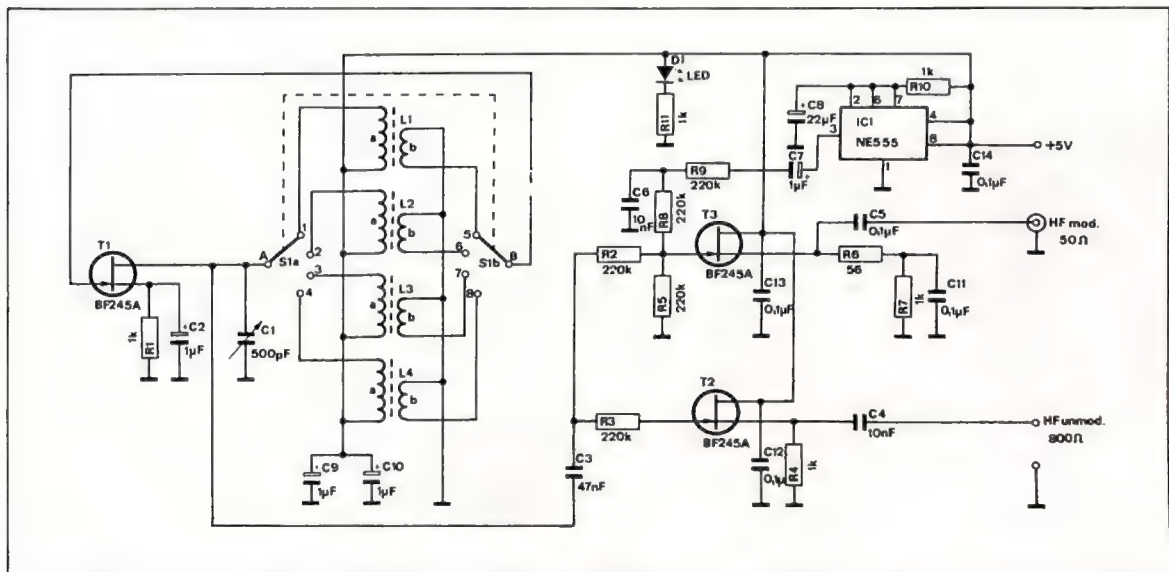 D1
LED
R11
1k
C8
22µF
2
6
7
1k
R10
3
IC1
NE555
4
8
1
+5V
C14
0,1µF
L1
a
b
L2
a
b
L3
a
b
L4
a
b
A
S1a
1
2
3
4
5
6
7
8
S1b
B
T1
BF245A
R1
1k
C2
1µF
C1
500pF
C9
1µF
C10
1µF
C6
10nF
R9
220k
C7
1µF
R8
220k
T3
BF245A
R2
220k
R5
220k
C13
0,1µF
C5
0,1µF
HF mod.
50Ω
R6
56
R7
1k
C11
0,1µF
T2
BF245A
R3
220k
C3
47nF
C12
0,1µ
R4
1k
C4
10nF
HF unmod.
800Ω